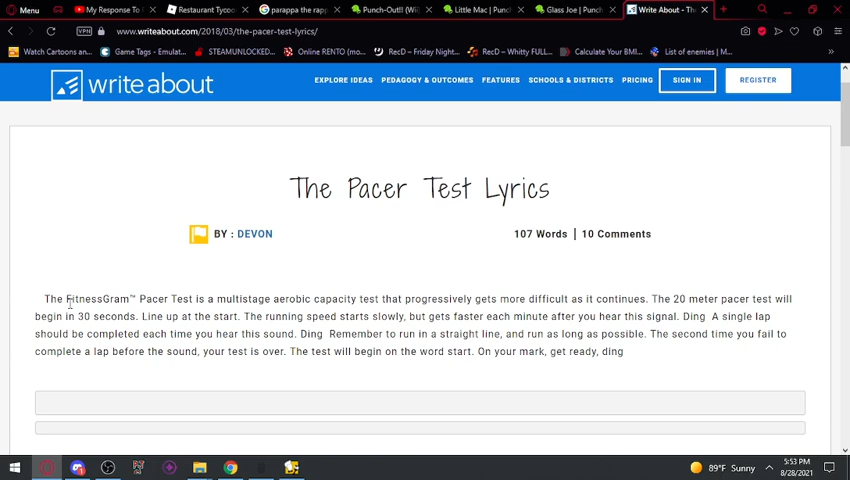 Menu My Response To F Restaurant Tycoo parappa the rapp Punch-Out!! (Wii Little Mac | Punch Glass Joe | Punch Write About - The
VPN www.writeabout.com/2018/03/the-pacer-test-lyrics/
Watch Cartoons an Game Tags - Emulat... STEAMUNLOCKED... Online RENTO (mo... RecD – Friday Night... RecD – Whitty FULL... Calculate Your BMI... List of enemies | M... »
write about EXPLORE IDEAS PEDAGOGY & OUTCOMES FEATURES SCHOOLS & DISTRICTS PRICING SIGN IN REGISTER
The Pacer Test Lyrics
BY : DEVON 107 Words | 10 Comments
The FitnessGram™ Pacer Test is a multistage aerobic capacity test that progressively gets more difficult as it continues. The 20 meter pacer test will
begin in 30 seconds. Line up at the start. The running speed starts slowly, but gets faster each minute after you hear this signal. Ding A single lap
should be completed each time you hear this sound. Ding Remember to run in a straight line, and run as long as possible. The second time you fail to
complete a lap before the sound, your test is over. The test will begin on the word start. On your mark, get ready, ding
89°F Sunny 5:53 PM
8/28/2021